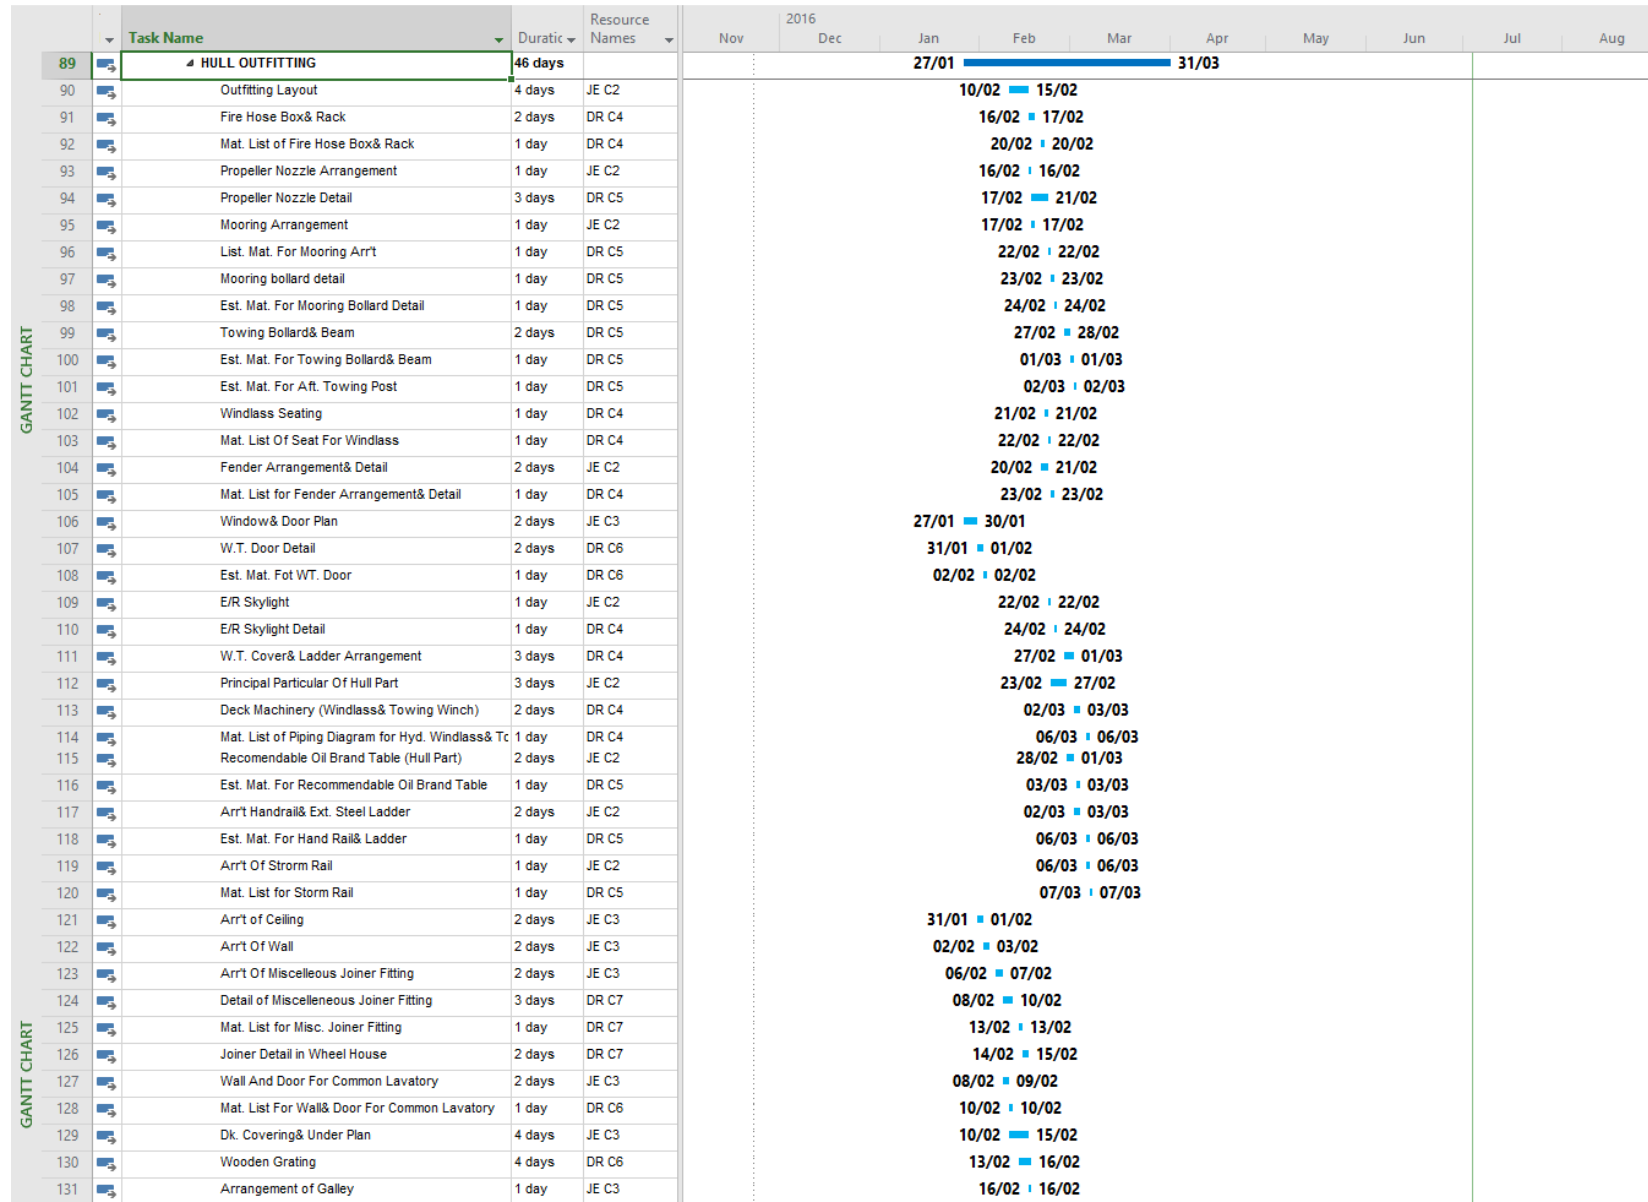 Resource
2016
Task Name Duratic Names Nov Dec Jan Feb Mar Apr May Jun Jul Aug
89 HULL OUTFITTING 46 days 27/01 31/03
90 Outfitting Layout 4 days JE C2 10/02 15/02
91 Fire Hose Box& Rack 2 days DR C4 16/02 17/02
92 Mat. List of Fire Hose Box& Rack 1 day DR C4 20/02 20/02
93 Propeller Nozzle Arrangement 1 day JE C2 16/02 16/02
94 Propeller Nozzle Detail 3 days DR C5 17/02 21/02
95 Mooring Arrangement 1 day JE C2 17/02 17/02
96 List. Mat. For Mooring Arr't 1 day DR C5 22/02 22/02
97 Mooring bollard detail 1 day DR C5 23/02 23/02
98 Est. Mat. For Mooring Bollard Detail 1 day DR C5 24/02 24/02
99 Towing Bollard& Beam 2 days DR C5 27/02 28/02
100 Est. Mat. For Towing Bollard& Beam 1 day DR C5 01/03 01/03
101 Est. Mat. For Aft. Towing Post 1 day DR C5 02/03 02/03
102 Windlass Seating 1 day DR C4 21/02 21/02
103 Mat. List Of Seat For Windlass 1 day DR C4 22/02 22/02
104 Fender Arrangement& Detail 2 days JE C2 20/02 21/02
105 Mat. List for Fender Arrangement& Detail 1 day DR C4 23/02 23/02
106 Window& Door Plan 2 days JE C3 27/01 30/01
107 W.T. Door Detail 2 days DR C6 31/01 01/02
108 Est. Mat. Fot WT. Door 1 day DR C6 02/02 02/02
109 E/R Skylight 1 day JE C2 22/02 22/02
110 E/R Skylight Detail 1 day DR C4 24/02 24/02
111 W.T. Cover& Ladder Arrangement 3 days DR C4 27/02 01/03
112 Principal Particular Of Hull Part 3 days JE C2 23/02 27/02
113 Deck Machinery (Windlass& Towing Winch) 2 days DR C4 02/03 03/03
114 Mat. List of Piping Diagram for Hyd. Windlass& Tc 1 day DR C4 06/03 06/03
115 Recomendable Oil Brand Table (Hull Part) 2 days JE C2 28/02 01/03
116 Est. Mat. For Recommendable Oil Brand Table 1 day DR C5 03/03 03/03
117 Arr't Handrail& Ext. Steel Ladder 2 days JE C2 02/03 03/03
118 Est. Mat. For Hand Rail& Ladder 1 day DR C5 06/03 06/03
119 Arr't Of Strorm Rail 1 day JE C2 06/03 06/03
120 Mat. List for Storm Rail 1 day DR C5 07/03 07/03
121 Arr't of Ceiling 2 days JE C3 31/01 01/02
122 Arr't Of Wall 2 days JE C3 02/02 03/02
123 Arr't Of Miscelleous Joiner Fitting 2 days JE C3 06/02 07/02
124 Detail of Miscelleneous Joiner Fitting 3 days DR C7 08/02 10/02
125 Mat. List for Misc. Joiner Fitting 1 day DR C7 13/02 13/02
126 Joiner Detail in Wheel House 2 days DR C7 14/02 15/02
127 Wall And Door For Common Lavatory 2 days JE C3 08/02 09/02
128 Mat. List For Wall& Door For Common Lavatory 1 day DR C6 10/02 10/02
129 Dk. Covering& Under Plan 4 days JE C3 10/02 15/02
130 Wooden Grating 4 days DR C6 13/02 16/02
131 Arrangement of Galley 1 day JE C3 16/02 16/02
GANTT CHART
GANTT CHART